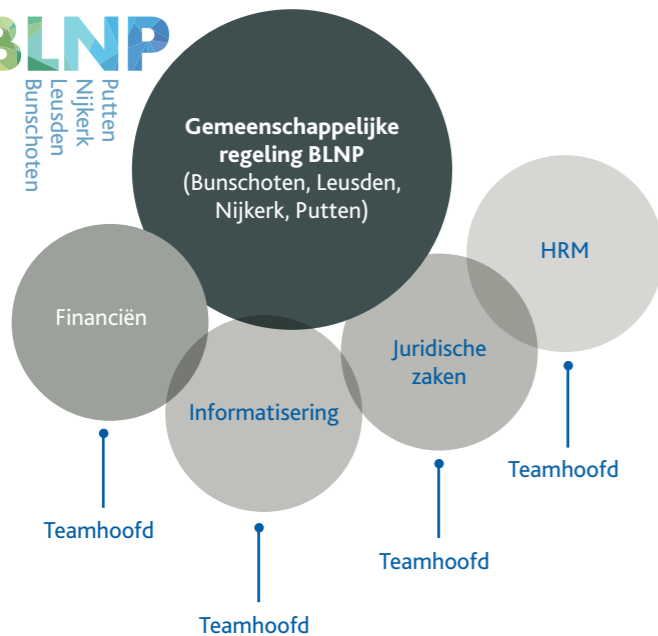 BLNP
Bunschoten
Leusden
Nijkerk
Putten
Gemeenschappelijke
regeling BLNP
(Bunschoten, Leusden,
Nijkerk, Putten)
HRM
Financiën
Juridische
zaken
Informatisering
Teamhoofd
Teamhoofd
Teamhoofd
Teamhoofd